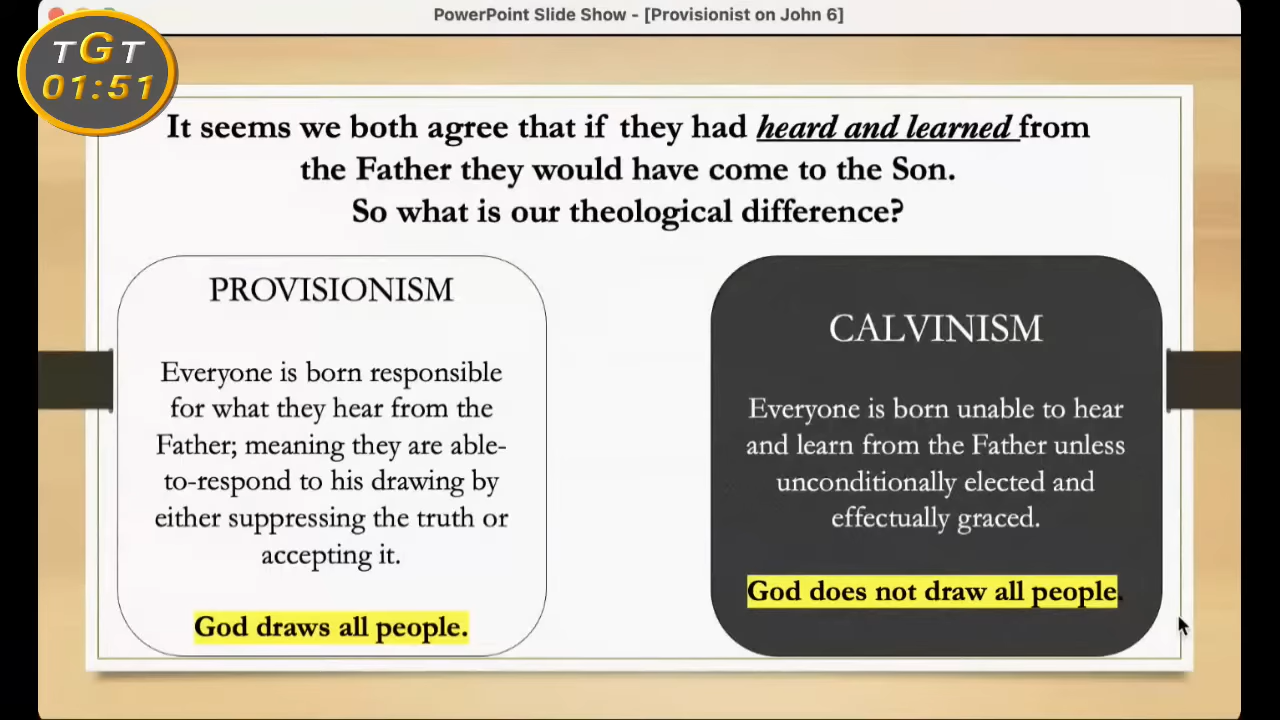 PowerPoint Slide Show - [Provisionist on John 6]
TGT
01:51
It seems we both agree that if they had heard and learned from
the Father they would have come to the Son.
So what is our theological difference?
PROVISIONISM
Everyone is born responsible
for what they hear from the
Father; meaning they are able-
to-respond to his drawing by
either suppressing the truth or
accepting it.
God draws all people.
CALVINISM
Everyone is born unable to hear
and learn from the Father unless
unconditionally elected and
effectually graced.
God does not draw all people.